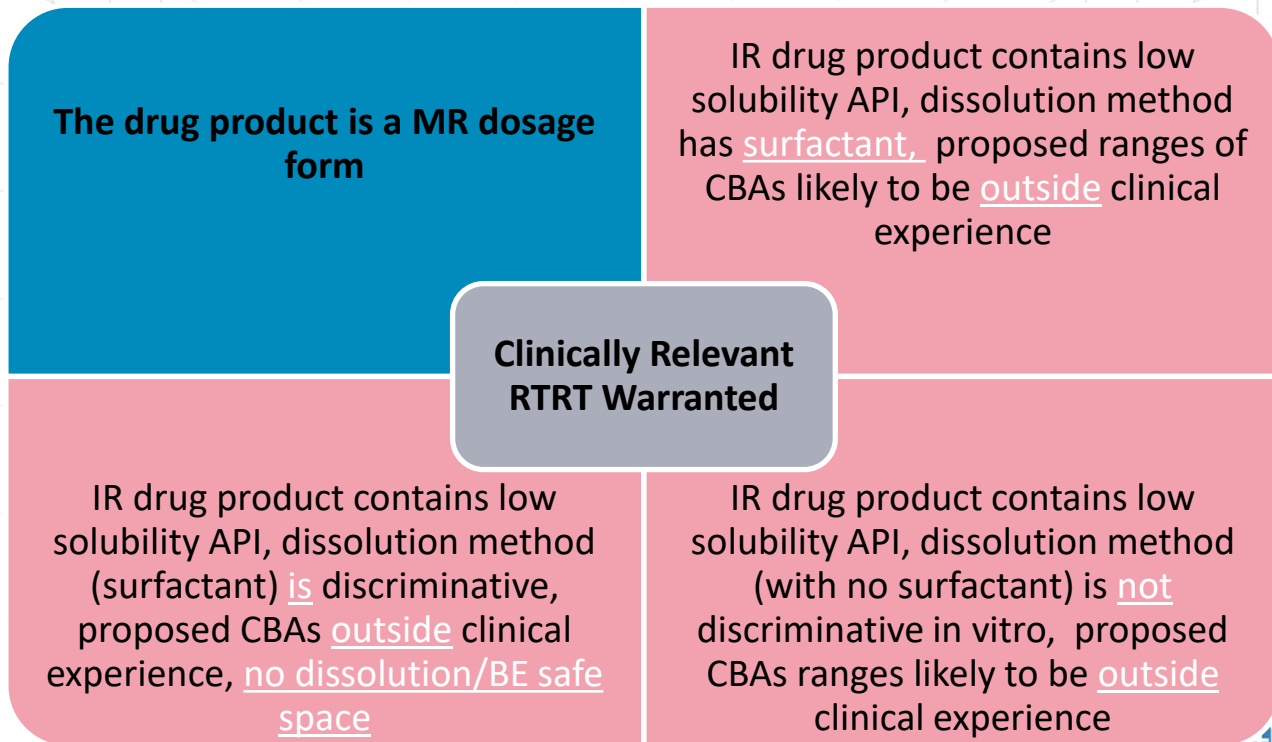 The drug product is a MR dosage
form
IR drug product contains low
solubility API, dissolution method
has surfactant, proposed ranges of
CBAs likely to be outside clinical
experience
Clinically Relevant
RTRT Warranted
IR drug product contains low
solubility API, dissolution method
(surfactant) is discriminative,
proposed CBAs outside clinical
experience, no dissolution/BE safe
space
IR drug product contains low
solubility API, dissolution method
(with no surfactant) is not
discriminative in vitro, proposed
CBAs ranges likely to be outside
clinical experience